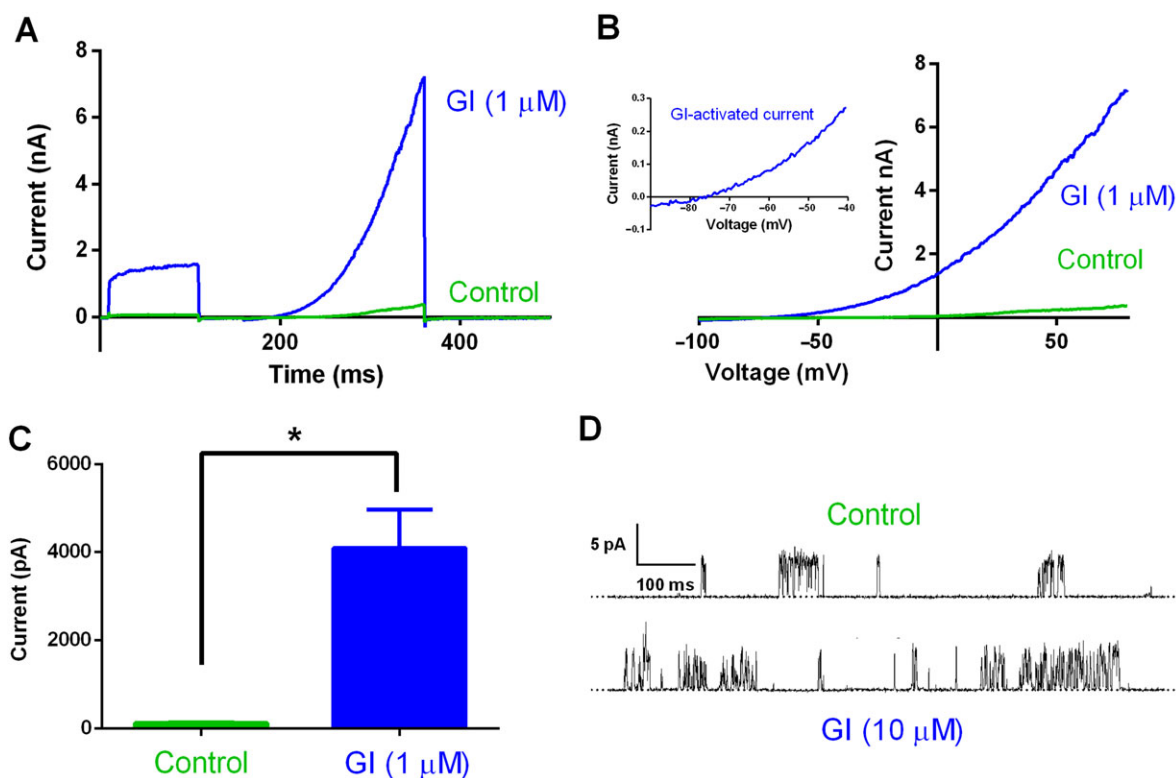 A
Current (nA)
8
6
4
2
0
200
400
Time (ms)
GI (1 μM)
Control
B
GI-activated current
Current (nA)
0.3
0.2
0.1
0.0
−0.1
−80
−70
−60
−50
−40
Voltage (mV)
Current nA)
8
6
4
2
−100
−50
0
50
Voltage (mV)
GI (1 μM)
Control
C
Current (pA)
6000
4000
2000
0
*
Control
GI (1 μM)
D
Control
5 pA
100 ms
GI (10 μM)